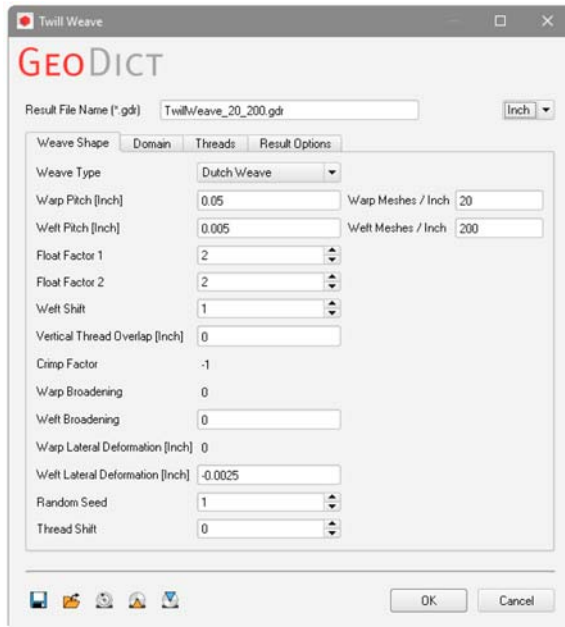 Twill Weave
GEODICT
Result File Name (*.gdr) TwillWeave_20_200.gdr Inch
Weave Shape Domain Threads Result Options
Weave Type Dutch Weave
Warp Pitch [Inch] 0.05 Warp Meshes / Inch 20
Weft Pitch [Inch] 0.005 Weft Meshes / Inch 200
Float Factor 1 2
Float Factor 2 2
Weft Shift 1
Vertical Thread Overlap [Inch] 0
Crimp Factor -1
Warp Broadening 0
Weft Broadening 0
Warp Lateral Deformation [Inch] 0
Weft Lateral Deformation [Inch] -0.0025
Random Seed 1
Thread Shift 0
OK Cancel